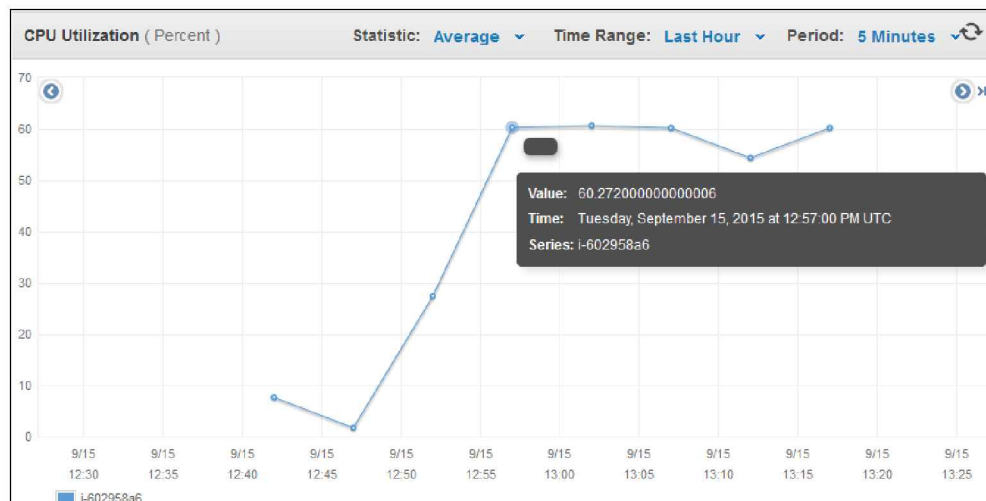 CPU Utilization ( Percent ) Statistic: Average Time Range: Last Hour Period: 5 Minutes
70
60
50
40
30
20
10
0
Value: 60.272000000000006
Time: Tuesday, September 15, 2015 at 12:57:00 PM UTC
Series: i-602958a6
9/15 9/15 9/15 9/15 9/15 9/15 9/15 9/15 9/15 9/15 9/15 9/15
12:30 12:35 12:40 12:45 12:50 12:55 13:00 13:05 13:10 13:15 13:20 13:25
i-602958a6